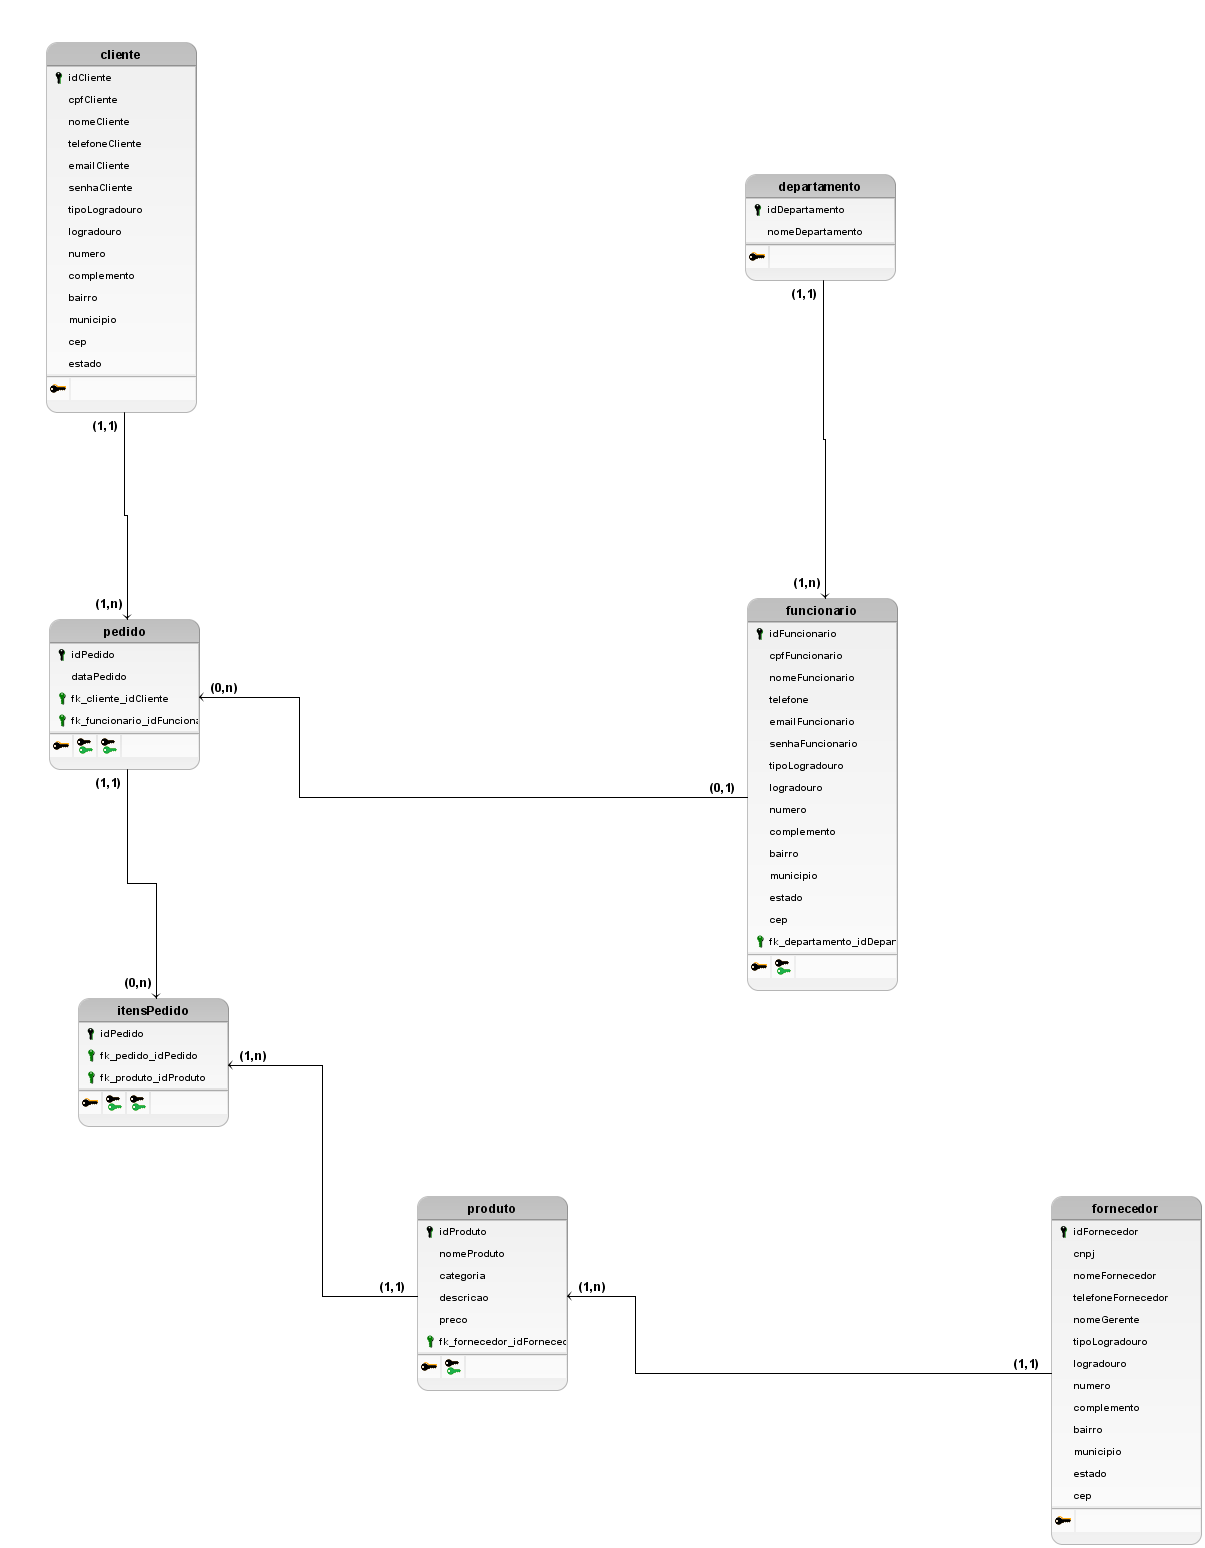 cliente
idCliente
cpfCliente
nomeCliente
telefoneCliente
emailCliente
senhaCliente
tipoLogradouro
logradouro
numero
complemento
bairro
municipio
cep
estado
(1,1)
(1,n)
departamento
idDepartamento
nomeDepartamento
(1,1)
(1,n)
pedido
idPedido
dataPedido
fk_cliente_idCliente
fk_funcionario_idFunciona
(0,n)
(0,1)
(1,1)
(0,n)
funcionario
idFuncionario
cpfFuncionario
nomeFuncionario
telefone
emailFuncionario
senhaFuncionario
tipoLogradouro
logradouro
numero
complemento
bairro
municipio
estado
cep
fk_departamento_idDepar
itensPedido
idPedido
fk_pedido_idPedido
fk_produto_idProduto
(1,n)
(1,1)
produto
idProduto
nomeProduto
categoria
descricao
preco
fk_fornecedor_idFornecec
(1,n)
(1,1)
fornecedor
idFornecedor
cnpj
nomeFornecedor
telefoneFornecedor
nomeGerente
tipoLogradouro
logradouro
numero
complemento
bairro
municipio
estado
cep